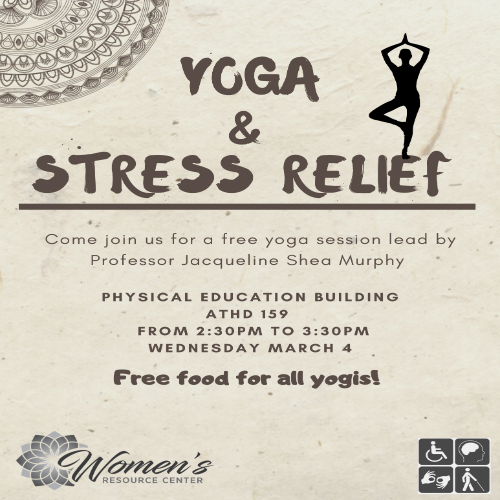 YOGA
&
STRESS RELIEF
Come join us for a free yoga session lead by
Professor Jacqueline Shea Murphy
PHYSICAL EDUCATION BUILDING
ATHD 159
FROM 2:30PM TO 3:30PM
WEDNESDAY MARCH 4
Free food for all yogis!
Women's
RESOURCE CENTER